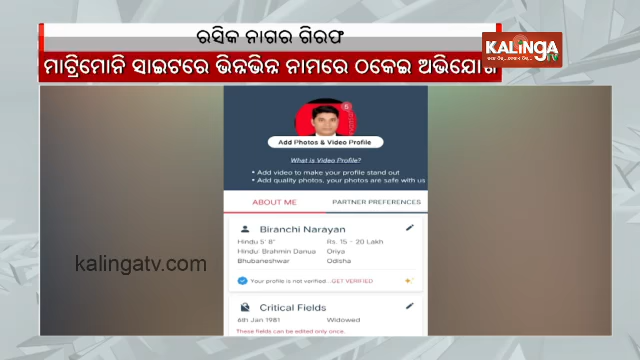 ରସିକ ନାଗର ଗିରଫ
ମାଟ୍ରିମୋନି ସାଇଟରେ ଭିନ୍ନଭିନ୍ନ ନାମରେ ଠକେଇ ଅଭିଯୋଗ
KALINGA
TV
5
Add Photos & Video Profile
What is Video Profile?
• Add video to make your profile stand out
• Add quality photos, your photos are safe with us
ABOUT ME PARTNER PREFERENCES
Biranchi Narayan
Hindu 5' 8" Rs. 15 - 20 Lakh
Hindu: Brahmin Danua Oriya
Bhubaneshwar Odisha
Your profile is not verified...GET VERIFIED
kalingatv.com
Critical Fields
6th Jan 1981 Widowed
These fields can be edited only once.